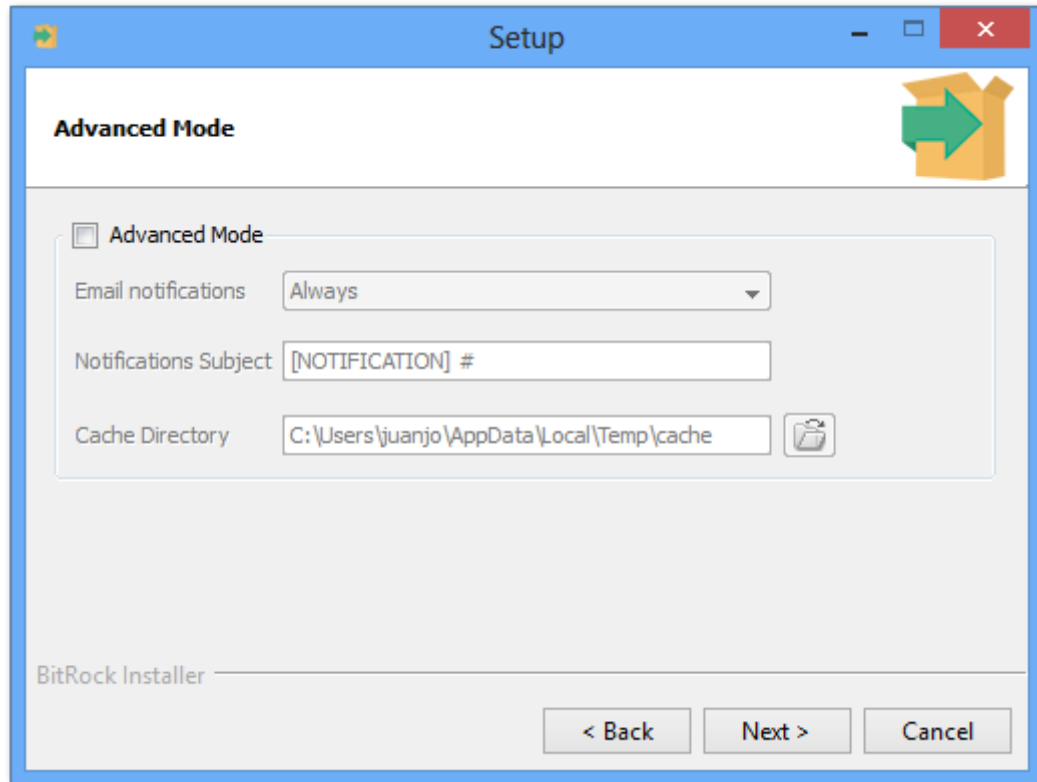 Setup
Advanced Mode
Advanced Mode
Email notifications Always
Notifications Subject [NOTIFICATION] #
Cache Directory C:\Users\juanjo\AppData\Local\Temp\cache
BitRock Installer
< Back Next > Cancel